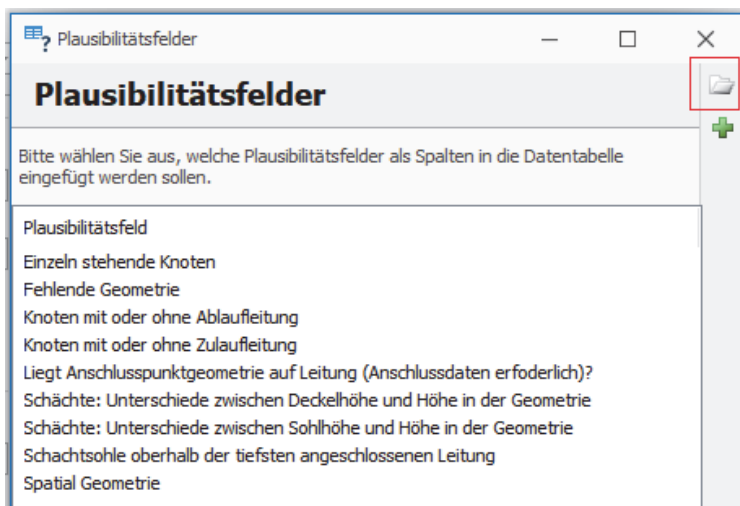 Plausibilitätsfelder
Plausibilitätsfelder
Bitte wählen Sie aus, welche Plausibilitätsfelder als Spalten in die Datentabelle
eingefügt werden sollen.
Plausibilitätsfeld
Einzeln stehende Knoten
Fehlende Geometrie
Knoten mit oder ohne Ablaufleitung
Knoten mit oder ohne Zulaufleitung
Liegt Anschlusspunktgeometrie auf Leitung (Anschlussdaten erfoderlich)?
Schächte: Unterschiede zwischen Deckelhöhe und Höhe in der Geometrie
Schächte: Unterschiede zwischen Sohlhöhe und Höhe in der Geometrie
Schachtsohle oberhalb der tiefsten angeschlossenen Leitung
Spatial Geometrie